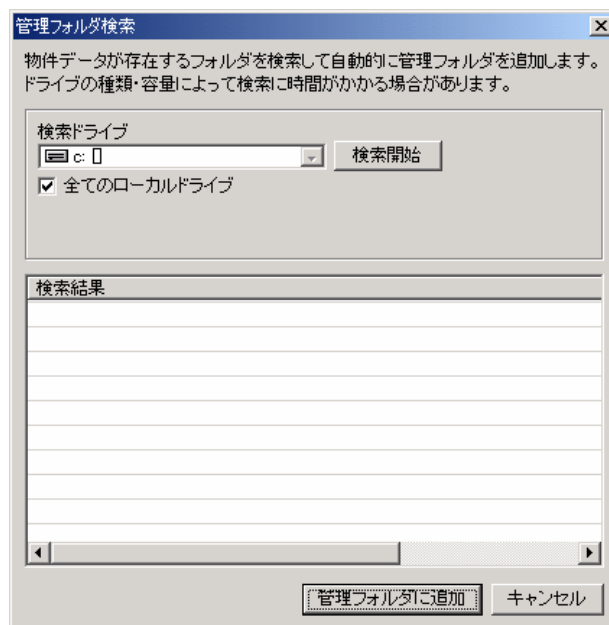 管理フォルダ検索
物件データが存在するフォルダを検索して自動的に管理フォルダを追加します。
ドライブの種類・容量によって検索に時間がかかる場合があります。
検索ドライブ
c: []
検索開始
全てのローカルドライブ
検索結果
管理フォルダに追加
キャンセル